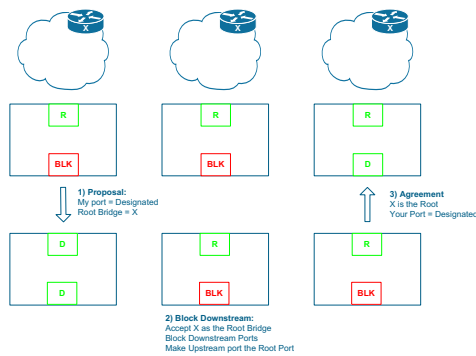 X
X
X
R
R
R
BLK
BLK
D
1) Proposal:
My port = Designated
Root Bridge = X
3) Agreement
X is the Root
Your Port = Designated
D
R
R
D
BLK
BLK
2) Block Downstream:
Accept X as the Root Bridge
Block Downstream Ports
Make Upstream port the Root Port